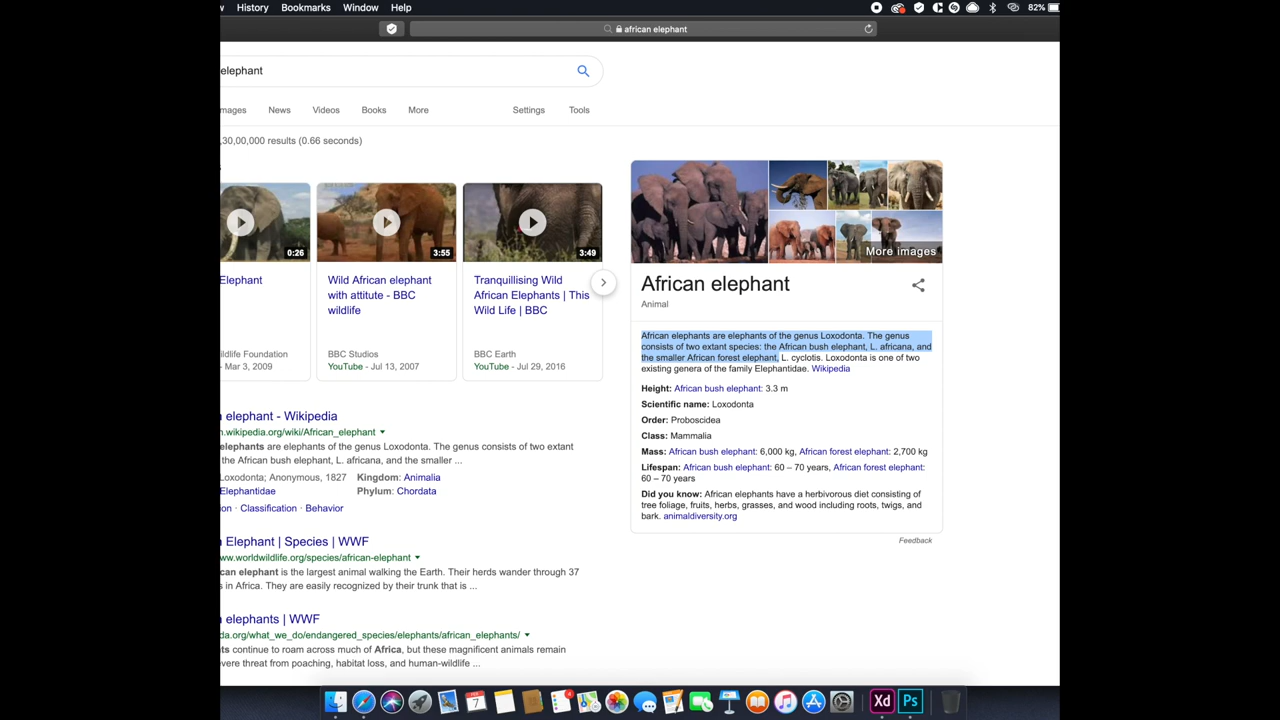 History Bookmarks Window Help 82%
african elephant
elephant
mages News Videos Books More Settings Tools
,30,00,000 results (0.66 seconds)
0:26 3:55 3:49
More images
Elephant
Wild African elephant
with attitute - BBC
wildlife
Tranquillising Wild
African Elephants | This
Wild Life | BBC
ildlife Foundation
- Mar 3, 2009
BBC Studios
YouTube - Jul 13, 2007
BBC Earth
YouTube - Jul 29, 2016
African elephant
Animal
African elephants are elephants of the genus Loxodonta. The genus
consists of two extant species: the African bush elephant, L. africana, and
the smaller African forest elephant, L. cyclotis. Loxodonta is one of two
existing genera of the family Elephantidae. Wikipedia
Height: African bush elephant: 3.3 m
Scientific name: Loxodonta
Order: Proboscidea
Class: Mammalia
Mass: African bush elephant: 6,000 kg, African forest elephant: 2,700 kg
Lifespan: African bush elephant: 60 – 70 years, African forest elephant:
60 – 70 years
Did you know: African elephants have a herbivorous diet consisting of
tree foliage, fruits, herbs, grasses, and wood including roots, twigs, and
bark. animaldiversity.org
Feedback
elephant - Wikipedia
.wikipedia.org/wiki/African_elephant
elephants are elephants of the genus Loxodonta. The genus consists of two extant
the African bush elephant, L. africana, and the smaller ...
Loxodonta; Anonymous, 1827 Kingdom: Animalia
Elephantidae Phylum: Chordata
on · Classification · Behavior
Elephant | Species | WWF
ww.worldwildlife.org/species/african-elephant
can elephant is the largest animal walking the Earth. Their herds wander through 37
s in Africa. They are easily recognized by their trunk that is ...
elephants | WWF
da.org/what_we_do/endangered_species/elephants/african_elephants/
ts continue to roam across much of Africa, but these magnificent animals remain
evere threat from poaching, habitat loss, and human-wildlife ...
7
4
Xd Ps